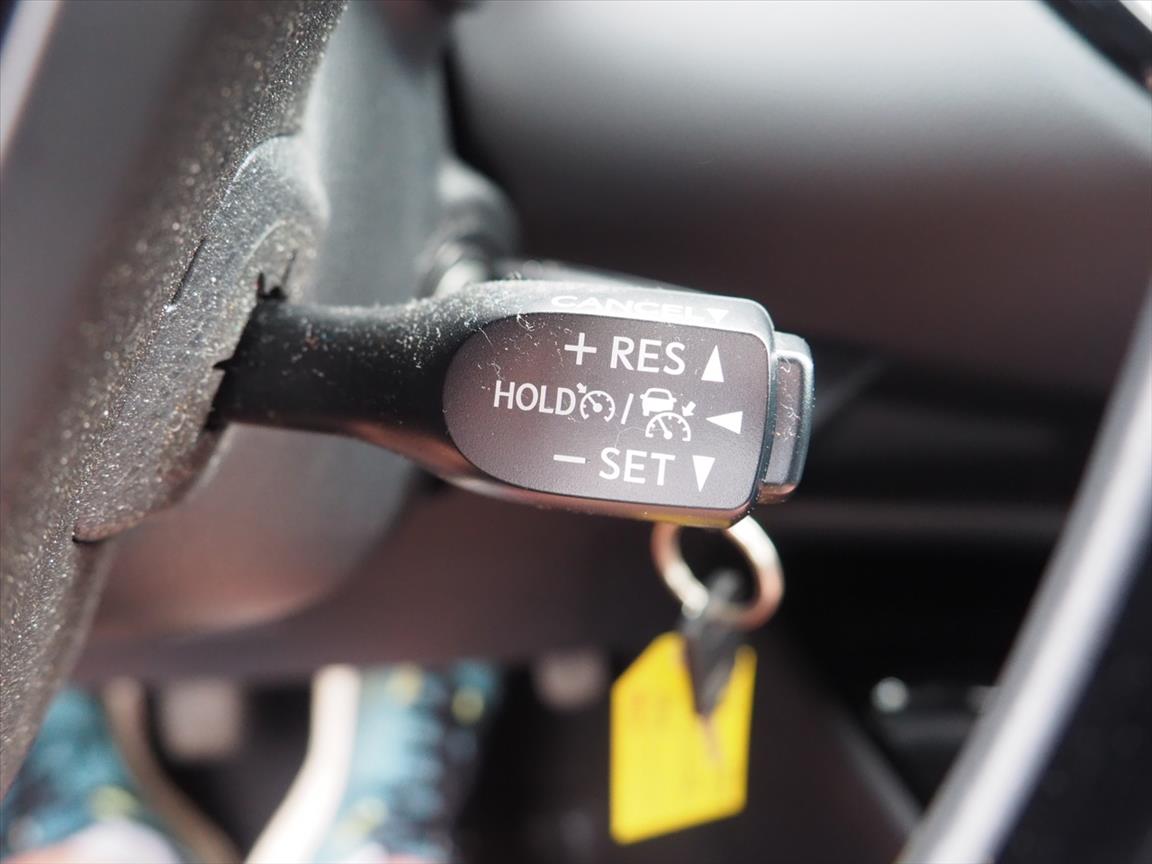 CANCEL▼
+ RES ▲
HOLD / ◀
− SET ▼